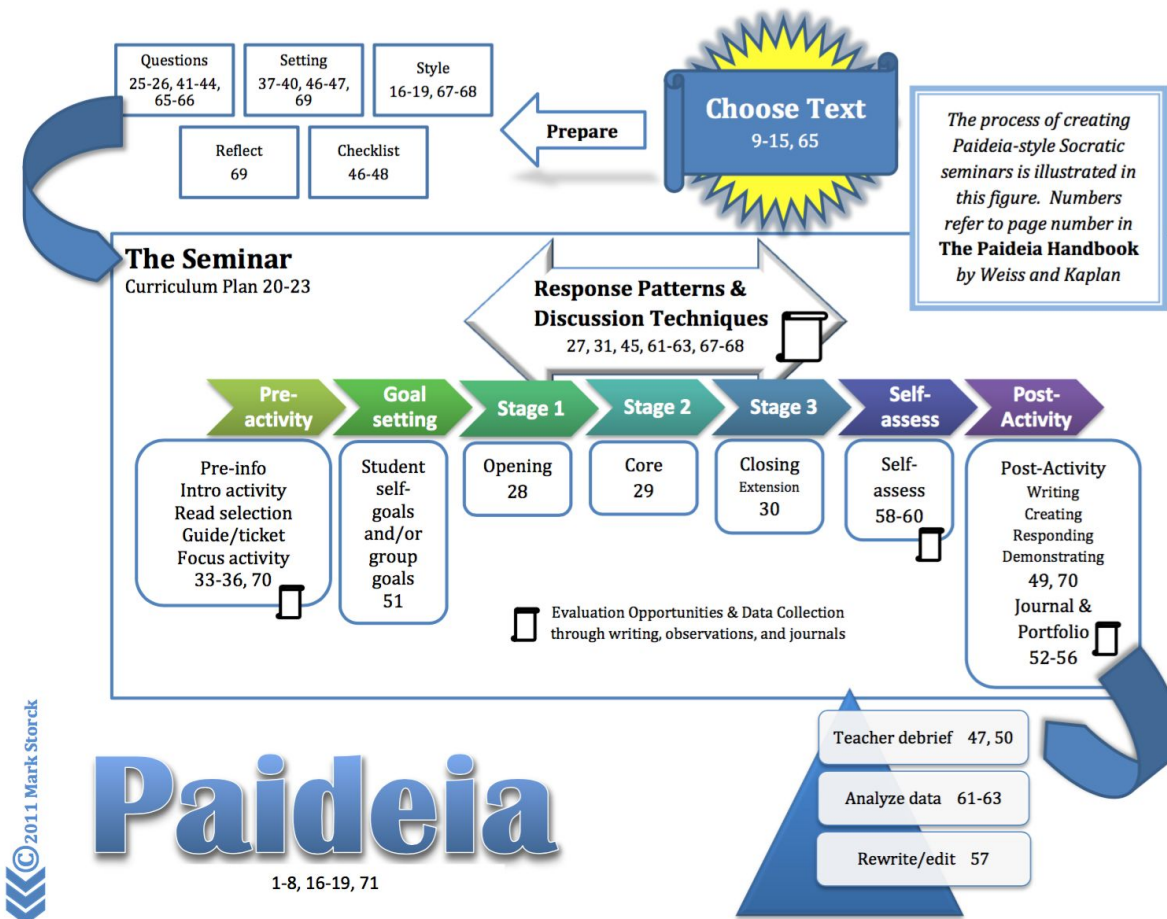 Questions
25-26, 41-44,
65-66
Setting
37-40, 46-47,
69
Style
16-19, 67-68
Reflect
69
Checklist
46-48
Prepare
Choose Text
9-15, 65
The process of creating
Paideia-style Socratic
seminars is illustrated in
this figure.  Numbers
refer to page number in
The Paideia Handbook
by Weiss and Kaplan
The Seminar
Curriculum Plan 20-23
Response Patterns &
Discussion Techniques
27, 31, 45, 61-63, 67-68
Pre-
activity
Goal
setting
Stage 1
Stage 2
Stage 3
Self-
assess
Post-
Activity
Pre-info
Intro activity
Read selection
Guide/ticket
Focus activity
33-36, 70
Student
self-
goals
and/or
group
goals
51
Opening
28
Core
29
Closing
Extension
30
Self-
assess
58-60
Post-Activity
Writing
Creating
Responding
Demonstrating
49, 70
Journal &
Portfolio
52-56
Evaluation Opportunities & Data Collection
through writing, observations, and journals
Teacher debrief   47, 50
Analyze data   61-63
Rewrite/edit   57
Paideia
1-8, 16-19, 71
© 2011 Mark Storck